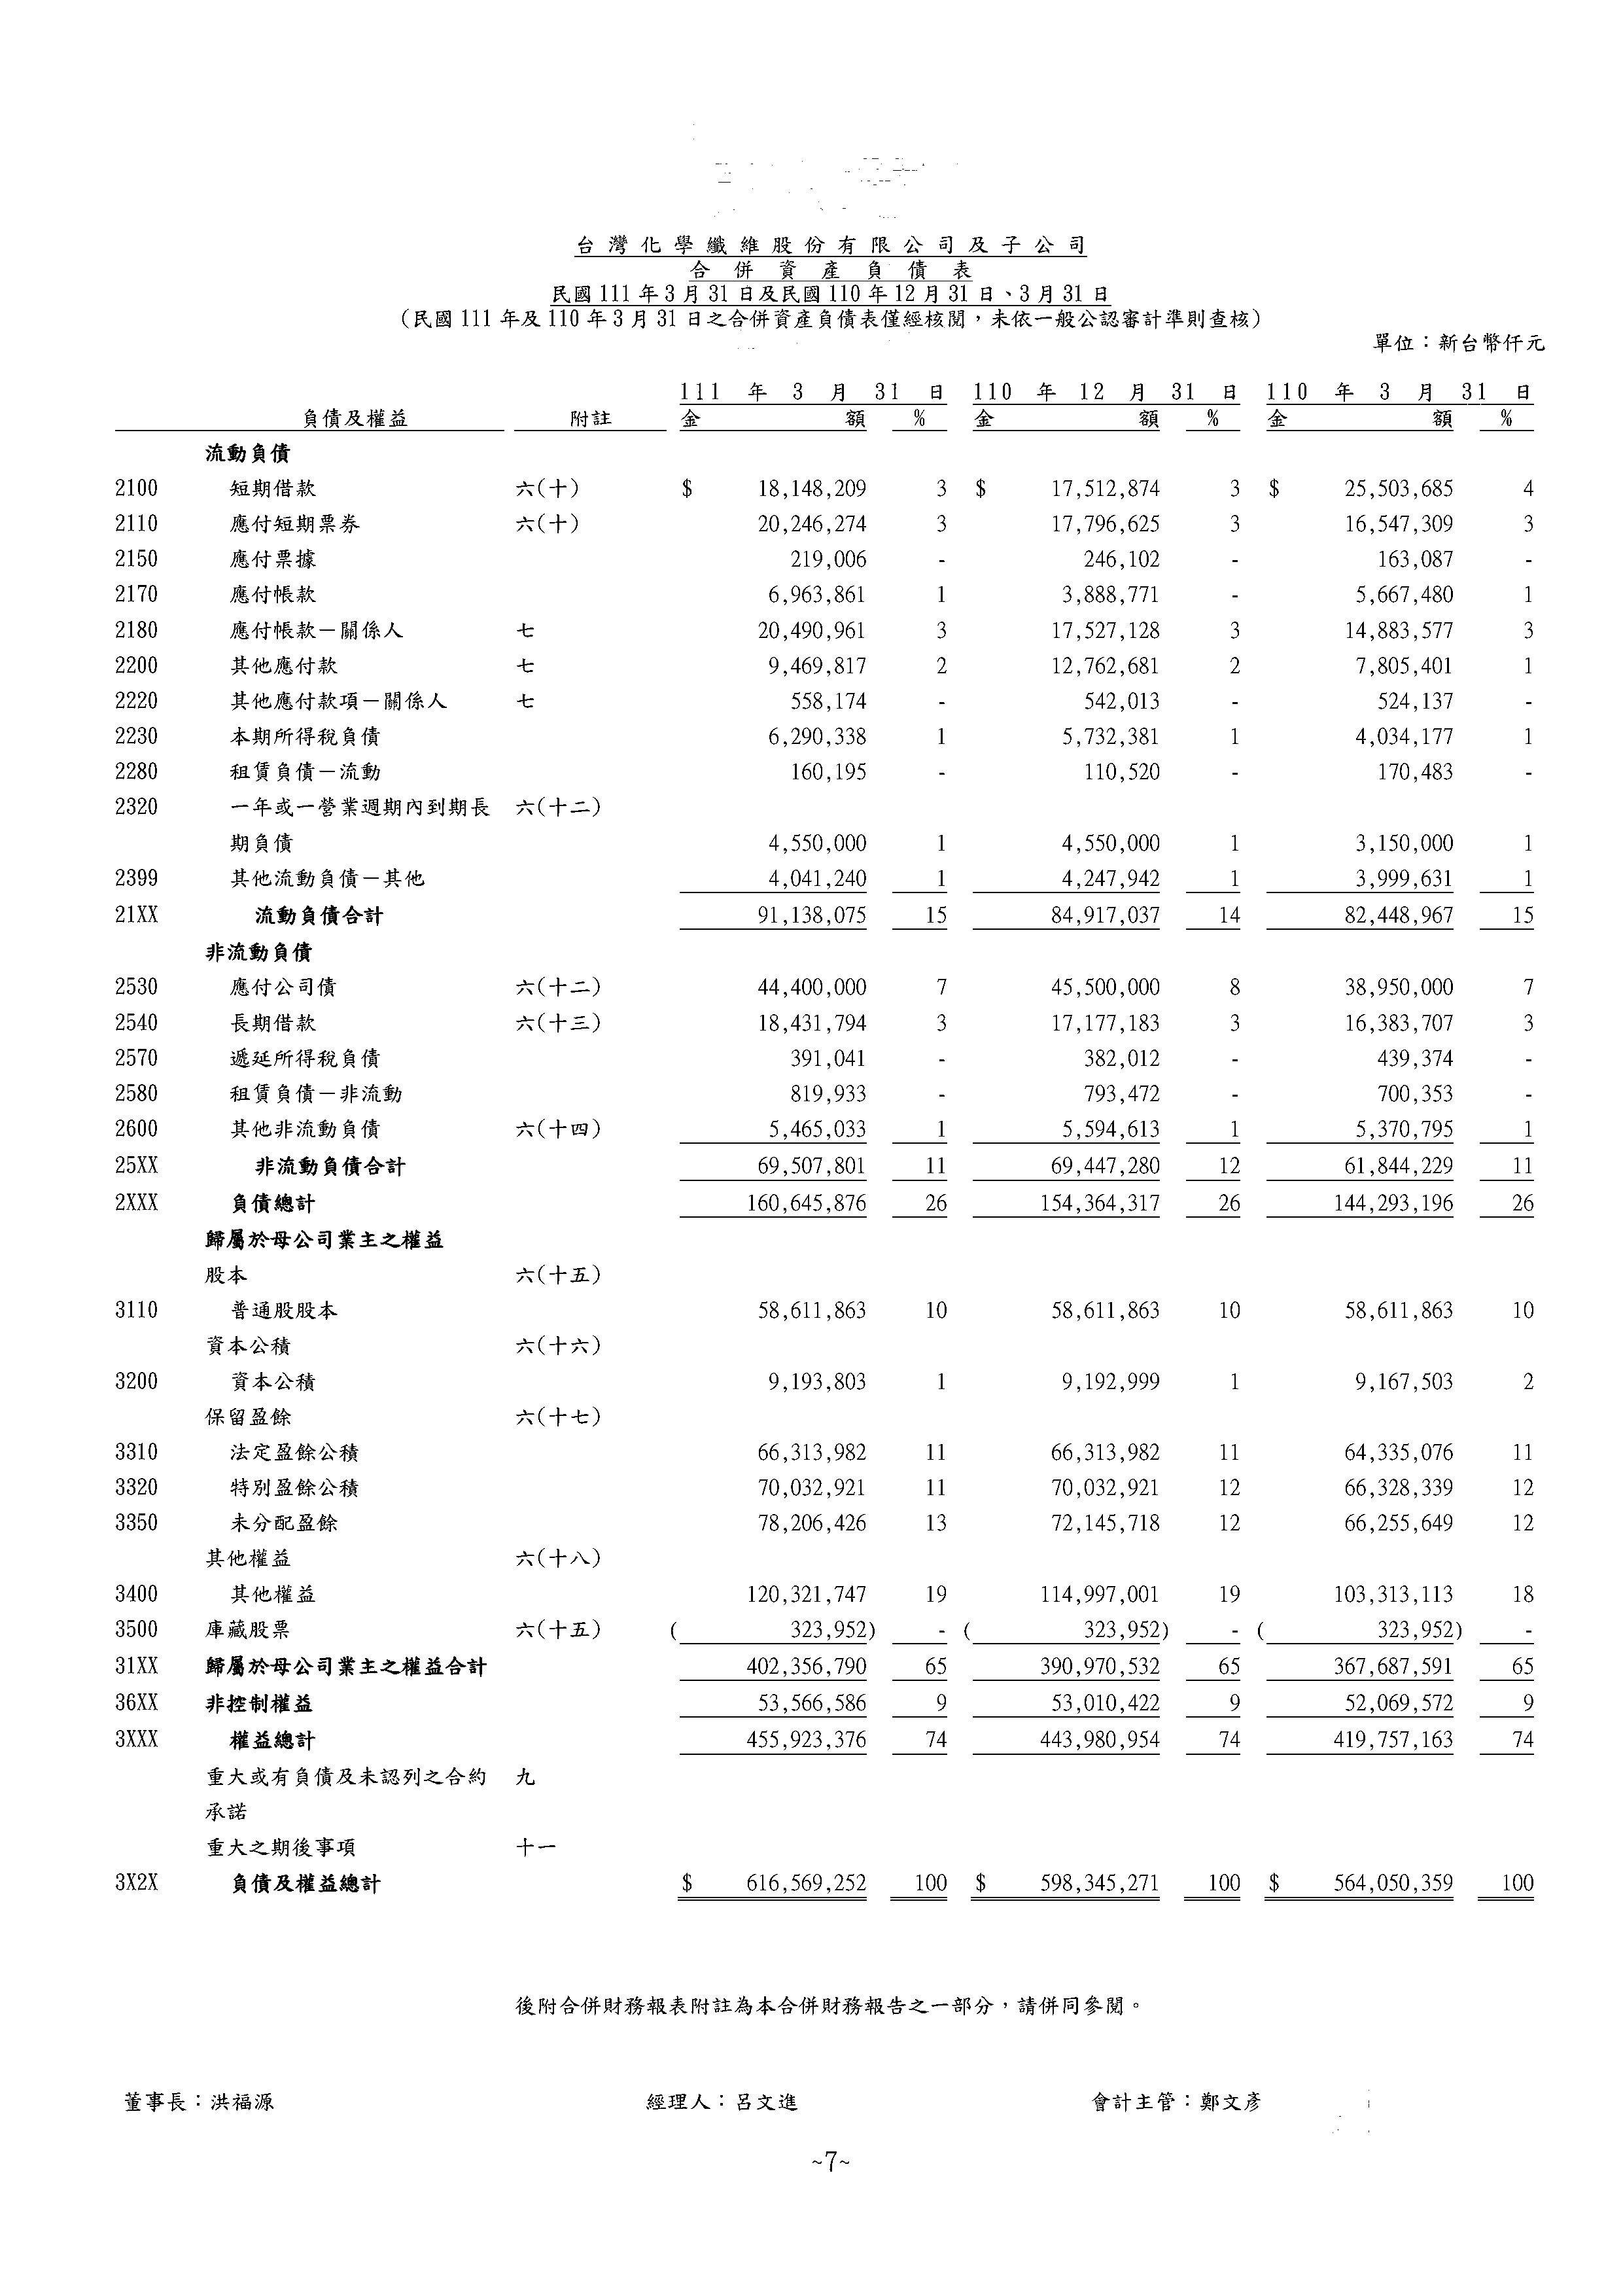 台灣化學纖維股份有限公司及子公司
合併資產負債表
民國111年3月31日及民國110年12月31日、3月31日
(民國111年及110年3月31日之合併資產負債表僅經核閱,未依一般公認審計準則查核)
單位:新台幣仟元
111 年 3 月 31 日 110 年 12 月 31 日 110 年 3 月 31 日
負債及權益 附註 金額 % 金額 % 金額 %
流動負債
2100 短期借款 六(十) $ 18,148,209 3 $ 17,512,874 3 $ 25,503,685 4
2110 應付短期票券 六(十) 20,246,274 3 17,796,625 3 16,547,309 3
2150 應付票據 219,006 - 246,102 - 163,087 -
2170 應付帳款 6,963,861 1 3,888,771 - 5,667,480 1
2180 應付帳款-關係人 七 20,490,961 3 17,527,128 3 14,883,577 3
2200 其他應付款 七 9,469,817 2 12,762,681 2 7,805,401 1
2220 其他應付款項-關係人 七 558,174 - 542,013 - 524,137 -
2230 本期所得稅負債 6,290,338 1 5,732,381 1 4,034,177 1
2280 租賃負債-流動 160,195 - 110,520 - 170,483 -
2320 一年或一營業週期內到期長 六(十二)
期負債 4,550,000 1 4,550,000 1 3,150,000 1
2399 其他流動負債-其他 4,041,240 1 4,247,942 1 3,999,631 1
21XX 流動負債合計 91,138,075 15 84,917,037 14 82,448,967 15
非流動負債
2530 應付公司債 六(十二) 44,400,000 7 45,500,000 8 38,950,000 7
2540 長期借款 六(十三) 18,431,794 3 17,177,183 3 16,383,707 3
2570 遞延所得稅負債 391,041 - 382,012 - 439,374 -
2580 租賃負債-非流動 819,933 - 793,472 - 700,353 -
2600 其他非流動負債 六(十四) 5,465,033 1 5,594,613 1 5,370,795 1
25XX 非流動負債合計 69,507,801 11 69,447,280 12 61,844,229 11
2XXX 負債總計 160,645,876 26 154,364,317 26 144,293,196 26
歸屬於母公司業主之權益
股本 六(十五)
3110 普通股股本 58,611,863 10 58,611,863 10 58,611,863 10
資本公積 六(十六)
3200 資本公積 9,193,803 1 9,192,999 1 9,167,503 2
保留盈餘 六(十七)
3310 法定盈餘公積 66,313,982 11 66,313,982 11 64,335,076 11
3320 特別盈餘公積 70,032,921 11 70,032,921 12 66,328,339 12
3350 未分配盈餘 78,206,426 13 72,145,718 12 66,255,649 12
其他權益 六(十八)
3400 其他權益 120,321,747 19 114,997,001 19 103,313,113 18
3500 庫藏股票 六(十五) ( 323,952) - ( 323,952) - ( 323,952) -
31XX 歸屬於母公司業主之權益合計 402,356,790 65 390,970,532 65 367,687,591 65
36XX 非控制權益 53,566,586 9 53,010,422 9 52,069,572 9
3XXX 權益總計 455,923,376 74 443,980,954 74 419,757,163 74
重大或有負債及未認列之合約 九
承諾
重大之期後事項 十一
3X2X 負債及權益總計 $ 616,569,252 100 $ 598,345,271 100 $ 564,050,359 100
後附合併財務報表附註為本合併財務報告之一部分,請併同參閱。
董事長:洪福源 經理人:呂文進 會計主管:鄭文彥
~7~